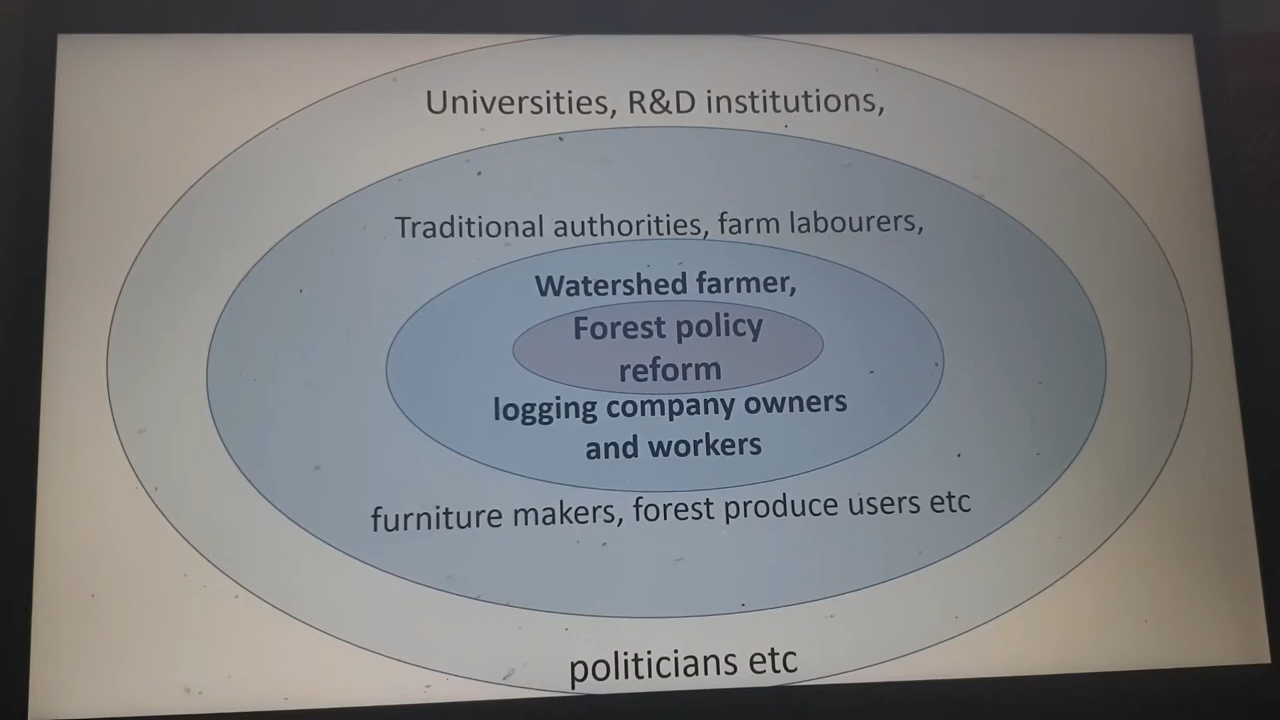 Universities, R&D institutions,
Traditional authorities, farm labourers,
Watershed farmer,
Forest policy
reform
logging company owners
and workers
furniture makers, forest produce users etc
politicians etc